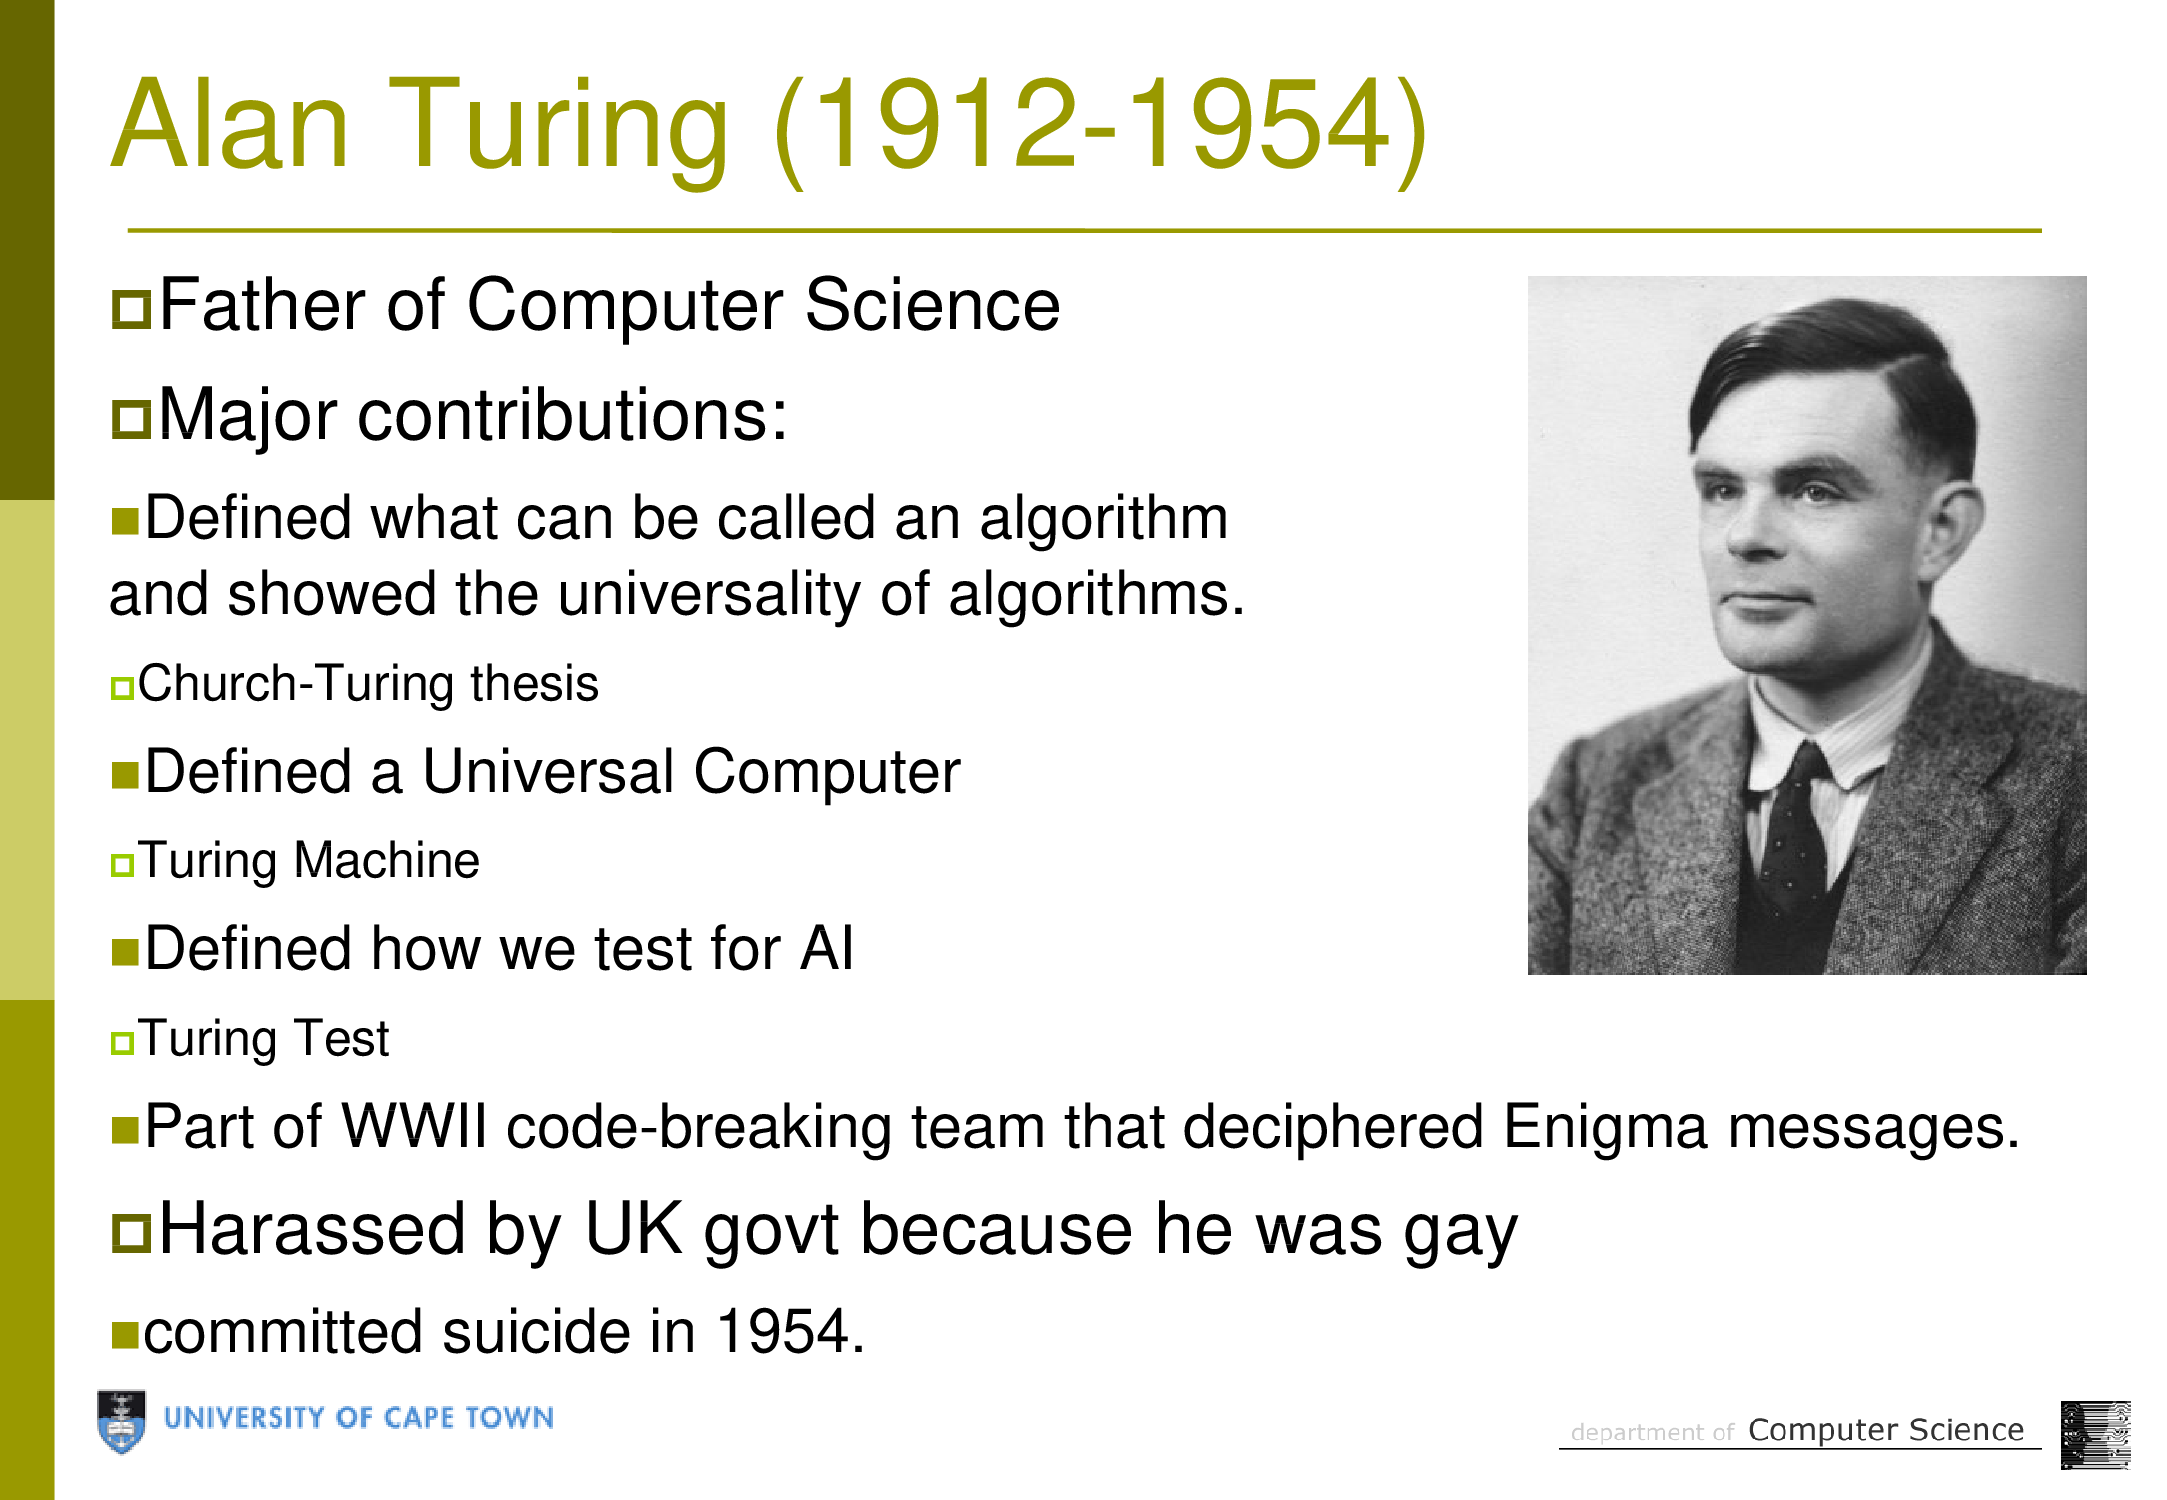 Alan Turing (1912-1954)
Father of Computer Science
Major contributions:
Defined what can be called an algorithm
and showed the universality of algorithms.
Church-Turing thesis
Defined a Universal Computer
Turing Machine
Defined how we test for AI
Turing Test
Part of WWII code-breaking team that deciphered Enigma messages.
Harassed by UK govt because he was gay
committed suicide in 1954.
UNIVERSITY OF CAPE TOWN
department of Computer Science